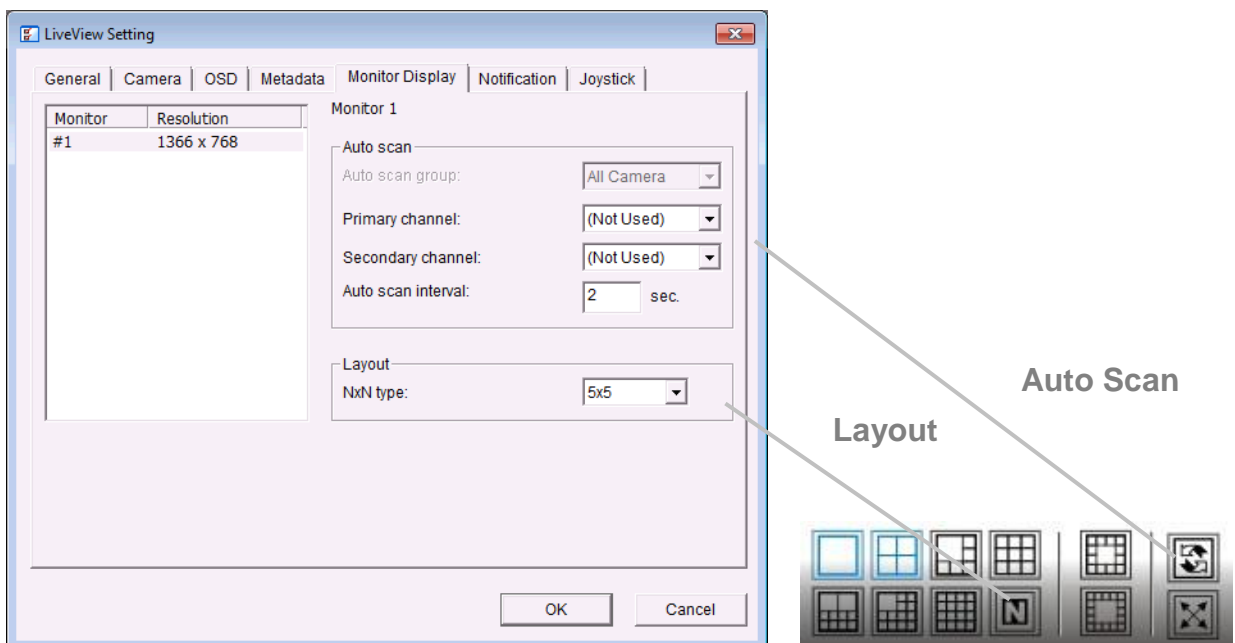 LiveView Setting
General Camera OSD Metadata Monitor Display Notification Joystick
Monitor Resolution
#1 1366 x 768
Monitor 1
Auto scan
Auto scan group: All Camera
Primary channel: (Not Used)
Secondary channel: (Not Used)
Auto scan interval: 2 sec.
Layout
NxN type: 5x5
OK Cancel
Auto Scan
Layout
N